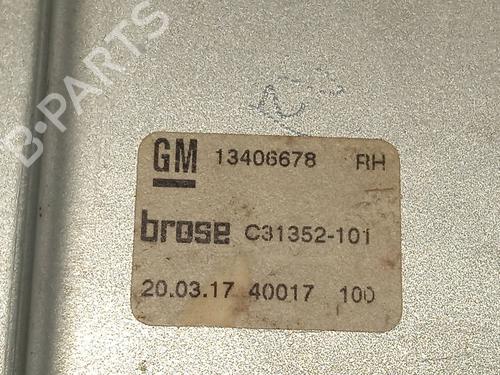 B-PARTS
GM 13406678 RH
brose C31352-101
20.03.17 40017 100